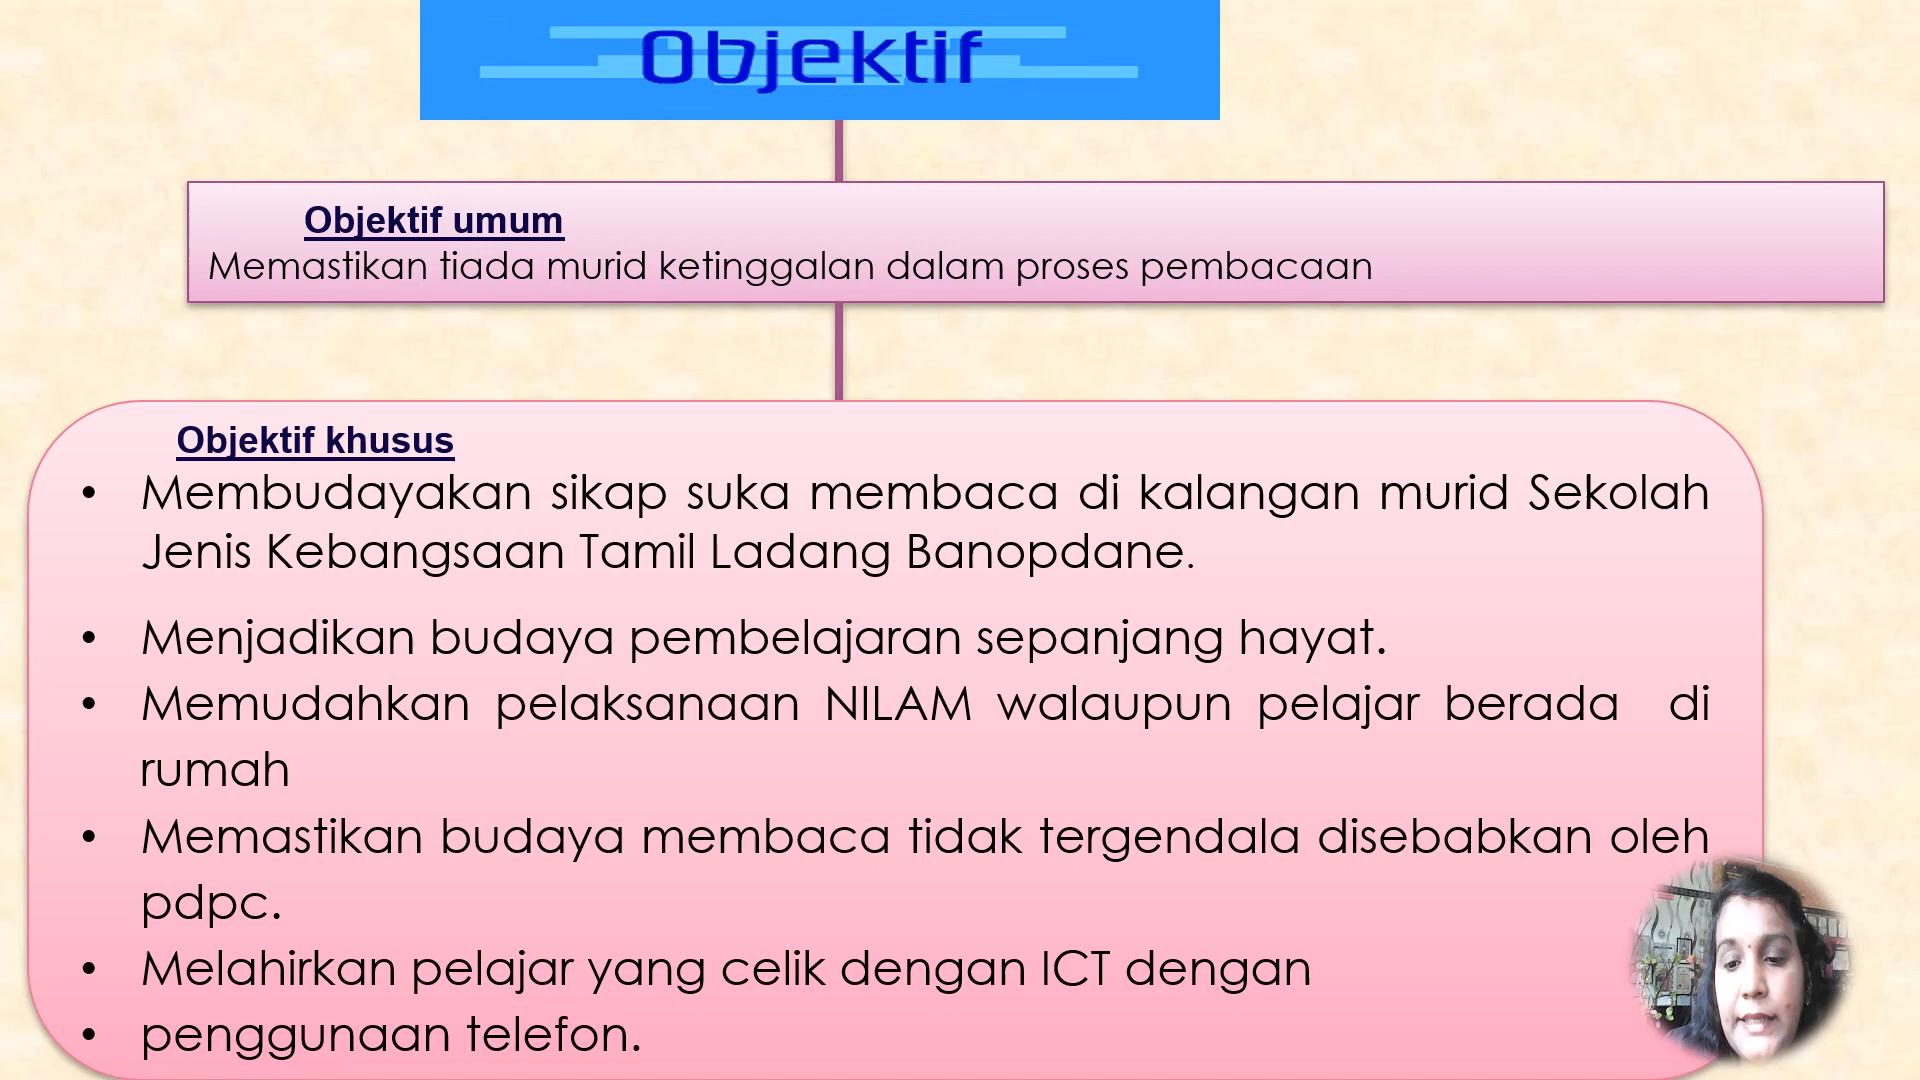 Objektif
Objektif umum
Memastikan tiada murid ketinggalan dalam proses pembacaan
Objektif khusus
• Membudayakan sikap suka membaca di kalangan murid Sekolah
Jenis Kebangsaan Tamil Ladang Banopdane.
• Menjadikan budaya pembelajaran sepanjang hayat.
• Memudahkan pelaksanaan NILAM walaupun pelajar berada di
rumah
• Memastikan budaya membaca tidak tergendala disebabkan oleh
pdpc.
• Melahirkan pelajar yang celik dengan ICT dengan
• penggunaan telefon.